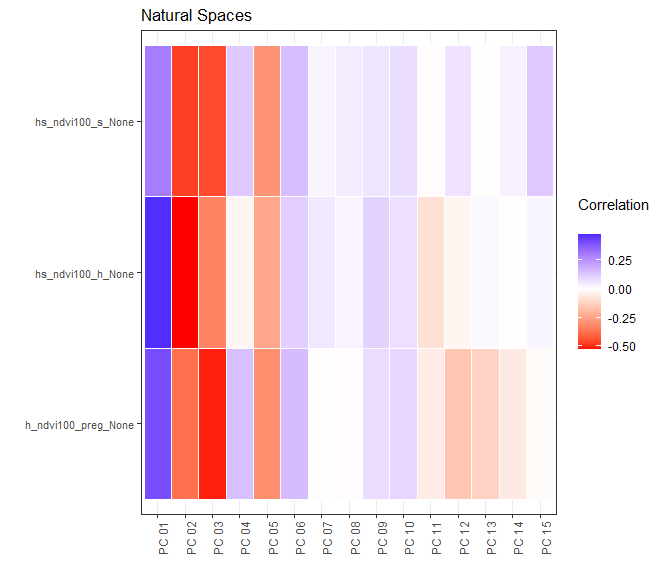 Natural Spaces
hs_ndvi100_s_None
hs_ndvi100_h_None
h_ndvi100_preg_None
PC 01
PC 02
PC 03
PC 04
PC 05
PC 06
PC 07
PC 08
PC 09
PC 10
PC 11
PC 12
PC 13
PC 14
PC 15
Correlation
0.25
0.00
-0.25
-0.50